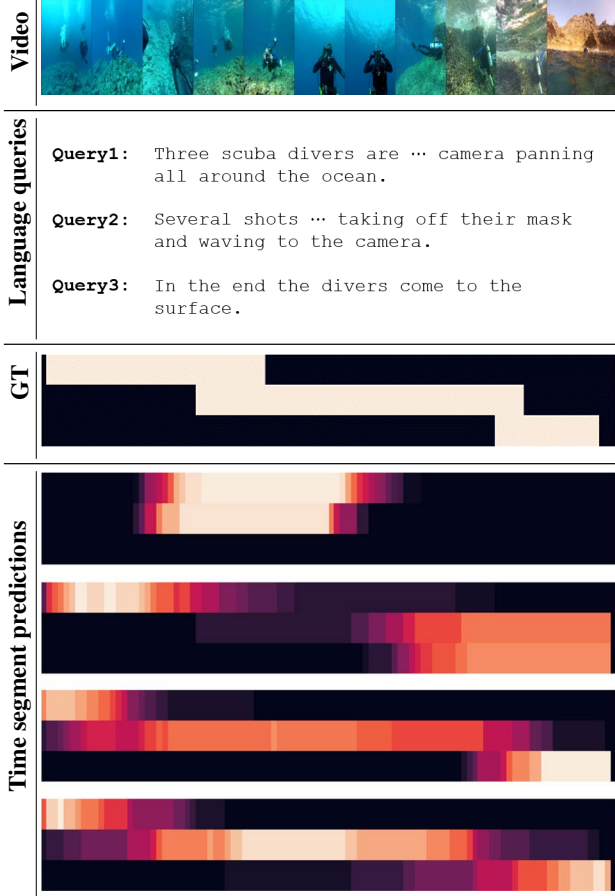 Video
Language queries
Query1: Three scuba divers are ⋯ camera panning
all around the ocean.
Query2: Several shots ⋯ taking off their mask
and waving to the camera.
Query3: In the end the divers come to the
surface.
GT
Time segment predictions